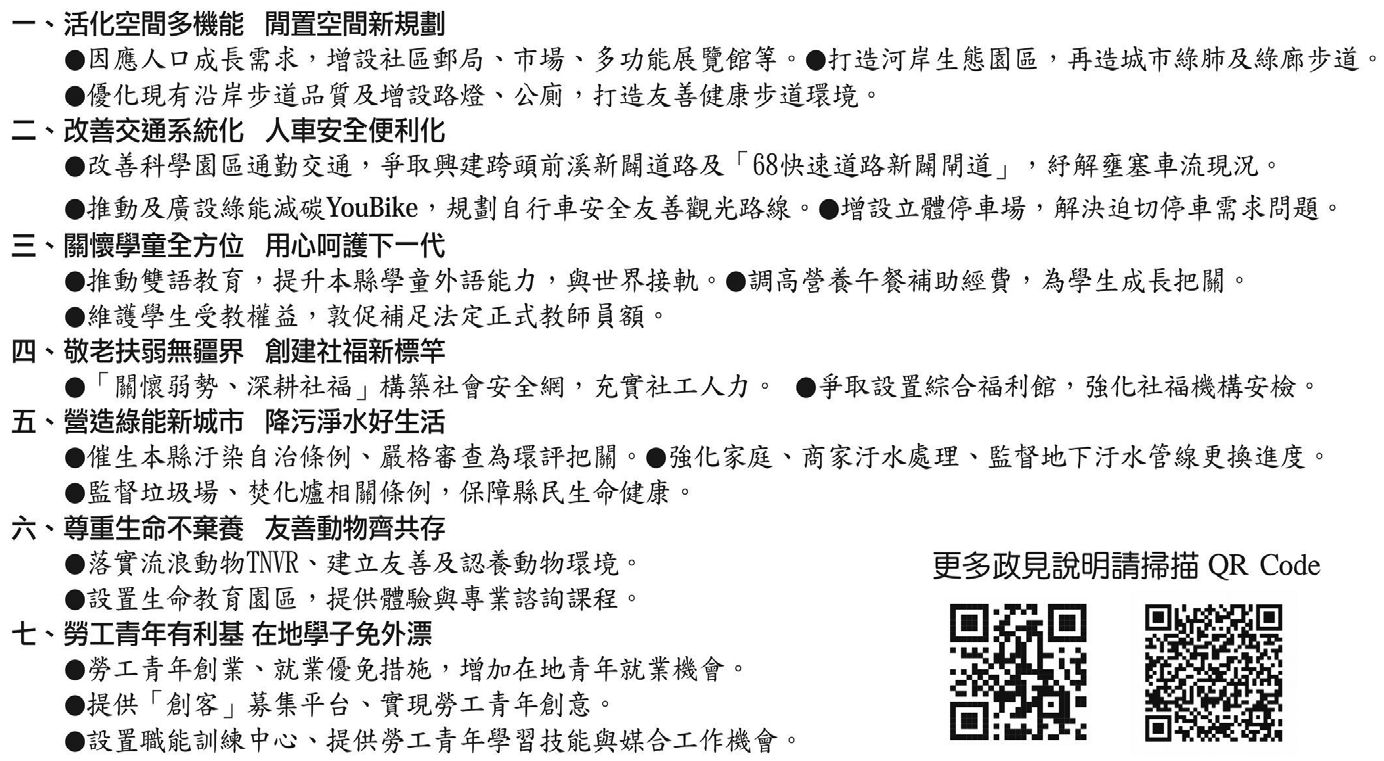 一、活化空間多機能 閒置空間新規劃
●因應人口成長需求，增設社區郵局、市場、多功能展覽館等。●打造河岸生態園區，再造城市綠肺及綠廊步道。
●優化現有沿岸步道品質及增設路燈、公廁，打造友善健康步道環境。
二、改善交通系統化 人車安全便利化
●改善科學園區通勤交通，爭取興建跨頭前溪新闢道路及「68快速道路新闢閘道」，紓解壅塞車流現況。
●推動及廣設綠能減碳YouBike，規劃自行車安全友善觀光路線。●增設立體停車場，解決迫切停車需求問題。
三、關懷學童全方位 用心呵護下一代
●推動雙語教育，提升本縣學童外語能力，與世界接軌。●調高營養午餐補助經費，為學生成長把關。
●維護學生受教權益，敦促補足法定正式教師員額。
四、敬老扶弱無疆界 創建社福新標竿
●「關懷弱勢、深耕社福」構築社會安全網，充實社工人力。 ●爭取設置綜合福利館，強化社福機構安檢。
五、營造綠能新城市 降污淨水好生活
●催生本縣汙染自治條例、嚴格審查為環評把關。●強化家庭、商家汙水處理、監督地下汙水管線更換進度。
●監督垃圾場、焚化爐相關條例，保障縣民生命健康。
六、尊重生命不棄養 友善動物齊共存
●落實流浪動物TNVR、建立友善及認養動物環境。
●設置生命教育園區，提供體驗與專業諮詢課程。
更多政見說明請掃描 QR Code
七、勞工青年有利基 在地學子免外漂
●勞工青年創業、就業優免措施，增加在地青年就業機會。
●提供「創客」募集平台、實現勞工青年創意。
●設置職能訓練中心、提供勞工青年學習技能與媒合工作機會。